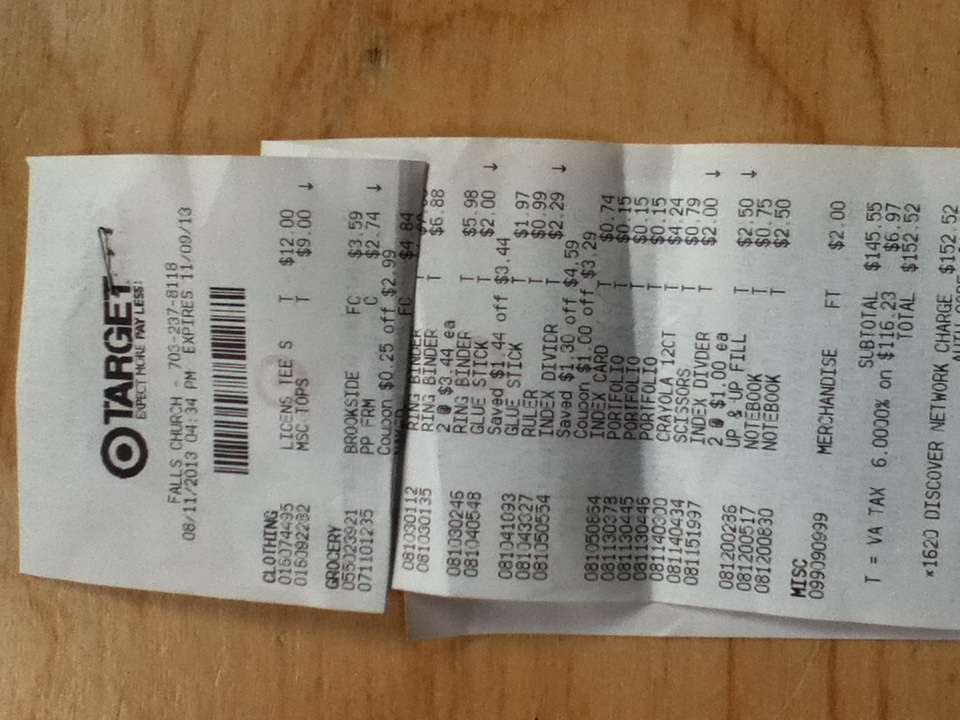 TARGET
EXPECT MORE PAY LESS!
FALLS CHURCH - 703-237-8118
08/11/2013 04:34 PM EXPIRES 11/09/13
CLOTHING
016074495 LICENS TEE S T $12.00
016092282 MSC TOPS T $9.00 ↓
GROCERY
055023921 BROOKSIDE FC $3.59
071101235 PP FRM C $2.74 ↓
Coupon $0.25 off $2.99
NAKED FC $4.84
081030112 RING BINDER T
081030135 RING BINDER T $6.88
2 @ $3.44 ea
081030246 RING BINDER T $5.98
081040548 GLUE STICK T $2.00 ↓
Saved $1.44 off $3.44
081041093 GLUE STICK T $1.97
081043327 RULER T $0.99
081050554 INDEX DIVIDR T $2.29 ↓
Saved $1.30 off $4.59
Coupon $1.00 off $3.29
081050864 INDEX CARD T $0.74
081130378 PORTFOLIO T $0.15
081130445 PORTFOLIO T $0.15
081130446 PORTFOLIO T $0.15
081140300 CRAYOLA 12CT T $4.24
081140434 SCISSORS T $0.79
081151997 INDEX DIVDER T $2.00 ↓
2 @ $1.00 ea
081200286 UP & UP FILL T $2.50 ↓
081200517 NOTEBOOK T $0.75
081200830 NOTEBOOK T $2.50
MISC
099090999 MERCHANDISE FT $2.00
SUBTOTAL $145.55
T = VA TAX 6.0000% on $116.23 $6.97
TOTAL $152.52
*1620 DISCOVER NETWORK CHARGE $152.52